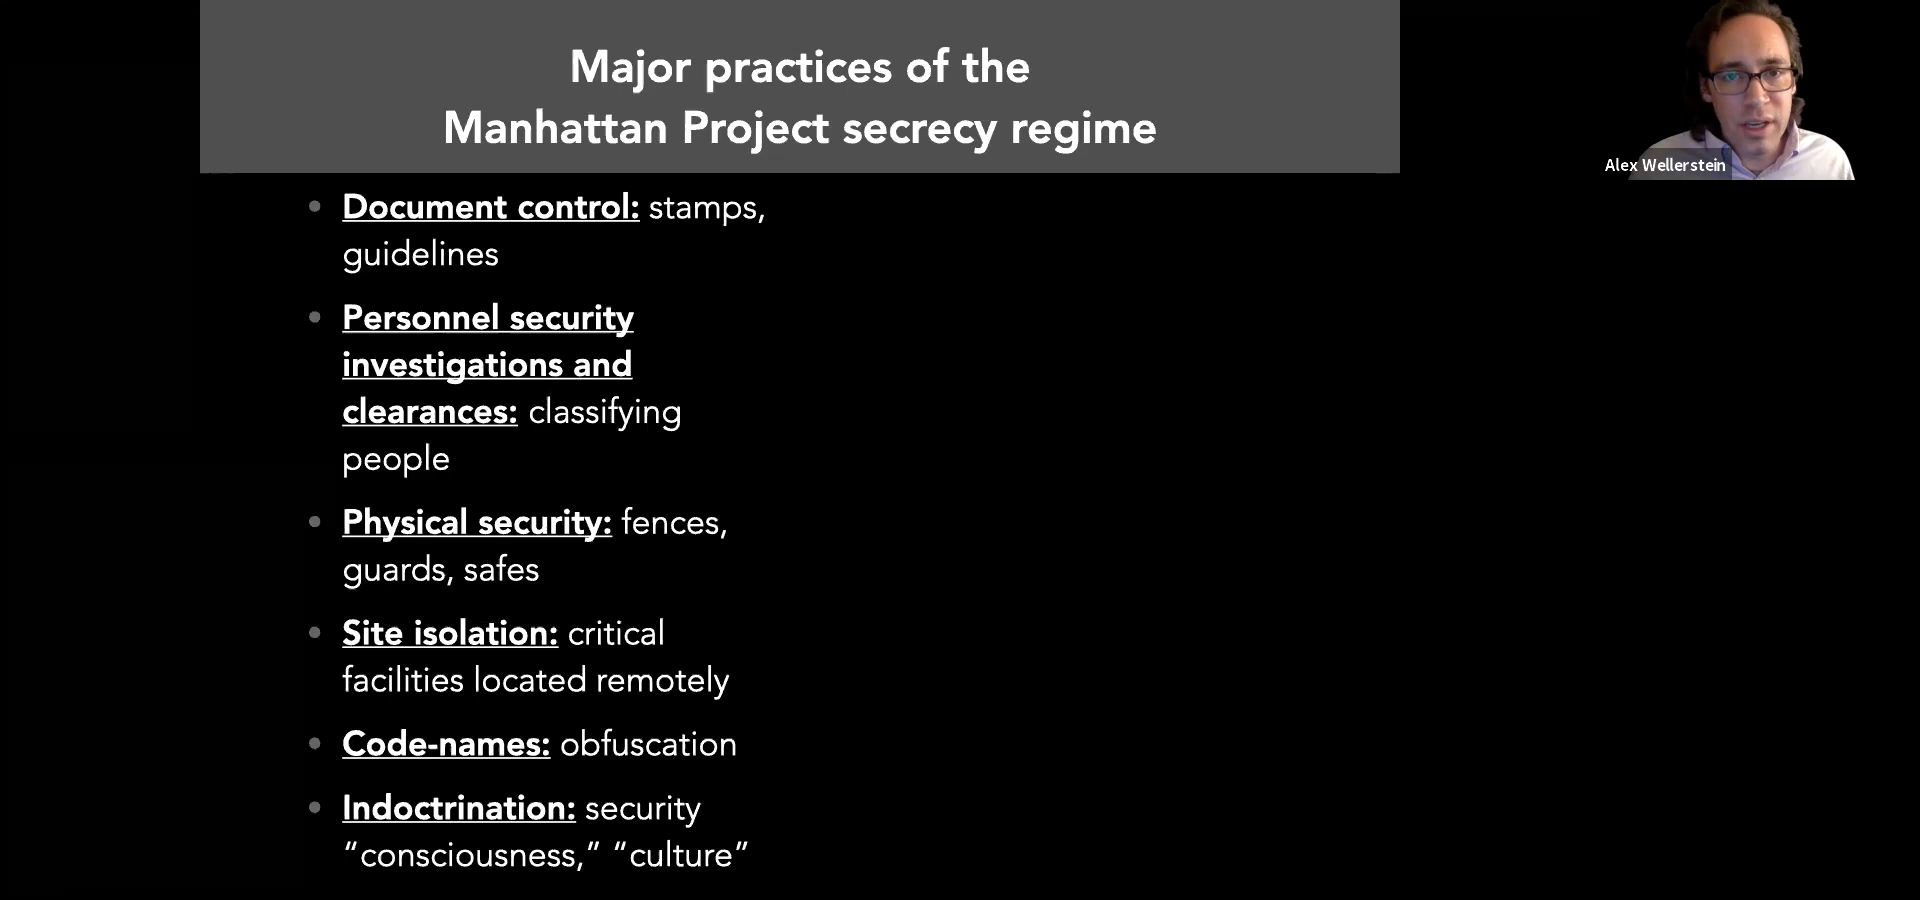 Major practices of the
Manhattan Project secrecy regime
Alex Wellerstein
• Document control: stamps,
guidelines
• Personnel security
investigations and
clearances: classifying
people
• Physical security: fences,
guards, safes
• Site isolation: critical
facilities located remotely
• Code-names: obfuscation
• Indoctrination: security
“consciousness,” “culture”